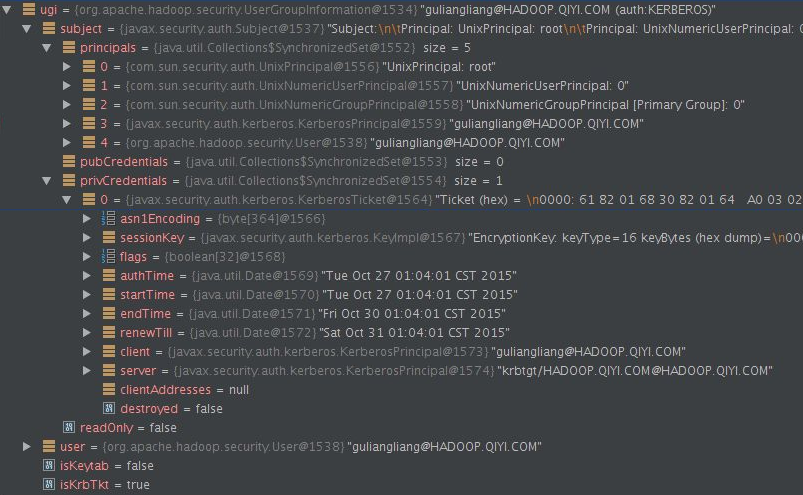 ugi = {org.apache.hadoop.security.UserGroupInformation@1534} "guliangliang@HADOOP.QIYI.COM (auth:KERBEROS)"
subject = {javax.security.auth.Subject@1537} "Subject:\n\tPrincipal: UnixPrincipal: root\n\tPrincipal: UnixNumericUserPrincipal: 0
principals = {java.util.Collections$SynchronizedSet@1552} size = 5
0 = {com.sun.security.auth.UnixPrincipal@1556} "UnixPrincipal: root"
1 = {com.sun.security.auth.UnixNumericUserPrincipal@1557} "UnixNumericUserPrincipal: 0"
2 = {com.sun.security.auth.UnixNumericGroupPrincipal@1558} "UnixNumericGroupPrincipal [Primary Group]: 0"
3 = {javax.security.auth.kerberos.KerberosPrincipal@1559} "guliangliang@HADOOP.QIYI.COM"
4 = {org.apache.hadoop.security.User@1538} "guliangliang@HADOOP.QIYI.COM"
pubCredentials = {java.util.Collections$SynchronizedSet@1553} size = 0
privCredentials = {java.util.Collections$SynchronizedSet@1554} size = 1
0 = {javax.security.auth.kerberos.KerberosTicket@1564} "Ticket (hex) = \n0000: 61 82 01 68 30 82 01 64 A0 03 02
asn1Encoding = {byte[364]@1566}
sessionKey = {javax.security.auth.kerberos.KeyImpl@1567} "EncryptionKey: keyType=16 keyBytes (hex dump)=\n00
flags = {boolean[32]@1568}
authTime = {java.util.Date@1569} "Tue Oct 27 01:04:01 CST 2015"
startTime = {java.util.Date@1570} "Tue Oct 27 01:04:01 CST 2015"
endTime = {java.util.Date@1571} "Fri Oct 30 01:04:01 CST 2015"
renewTill = {java.util.Date@1572} "Sat Oct 31 01:04:01 CST 2015"
client = {javax.security.auth.kerberos.KerberosPrincipal@1573} "guliangliang@HADOOP.QIYI.COM"
server = {javax.security.auth.kerberos.KerberosPrincipal@1574} "krbtgt/HADOOP.QIYI.COM@HADOOP.QIYI.COM"
clientAddresses = null
destroyed = false
readOnly = false
user = {org.apache.hadoop.security.User@1538} "guliangliang@HADOOP.QIYI.COM"
isKeytab = false
isKrbTkt = true